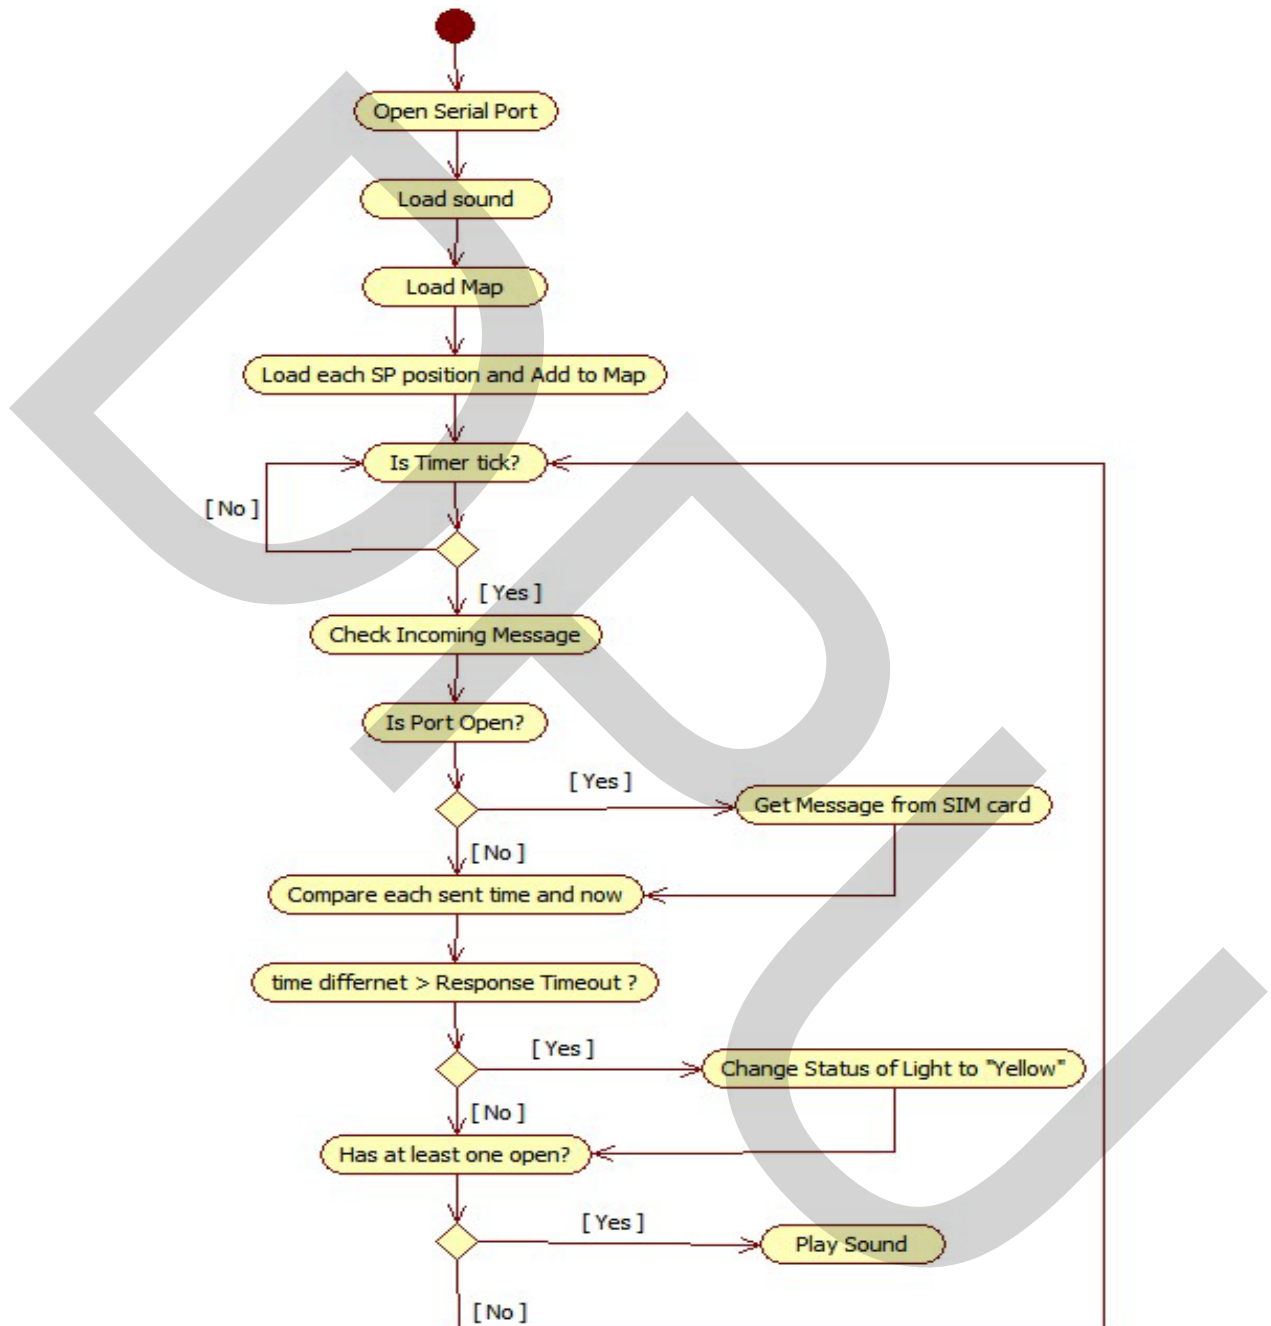 Open Serial Port
Load sound
Load Map
Load each SP position and Add to Map
Is Timer tick?
[ No ]
[ Yes ]
Check Incoming Message
Is Port Open?
[ Yes ]
Get Message from SIM card
[ No ]
Compare each sent time and now
time differnet > Response Timeout ?
[ Yes ]
Change Status of Light to "Yellow"
[ No ]
Has at least one open?
[ Yes ]
Play Sound
[ No ]
DPU